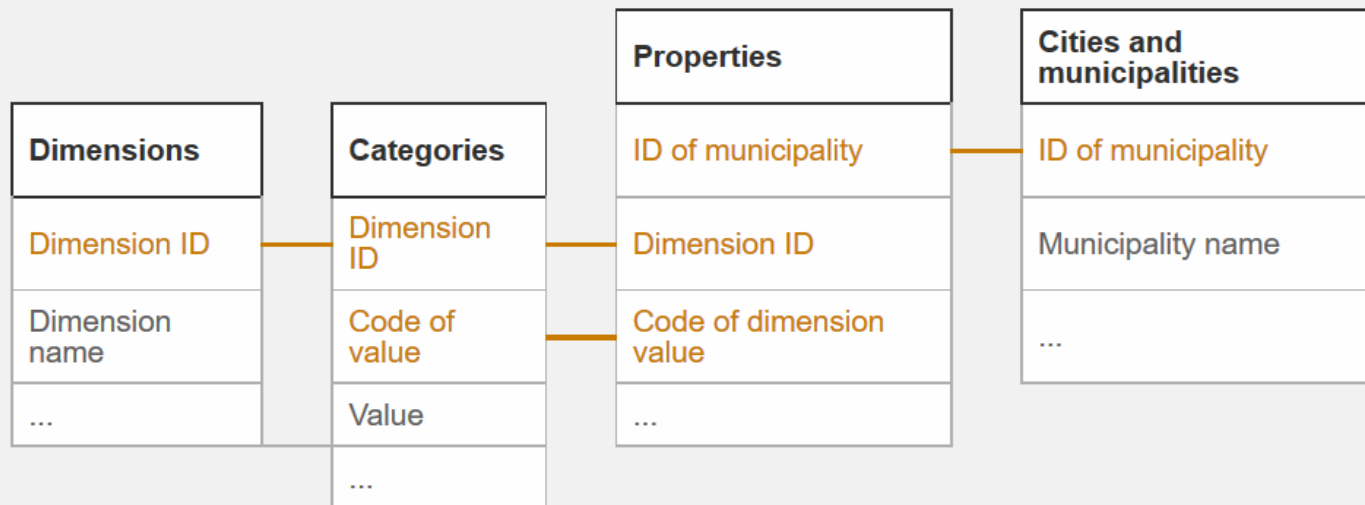 Dimensions
Dimension ID
Dimension
name
...
Categories
Dimension
ID
Code of
value
Value
...
Properties
ID of municipality
Dimension ID
Code of dimension
value
...
Cities and
municipalities
ID of municipality
Municipality name
...